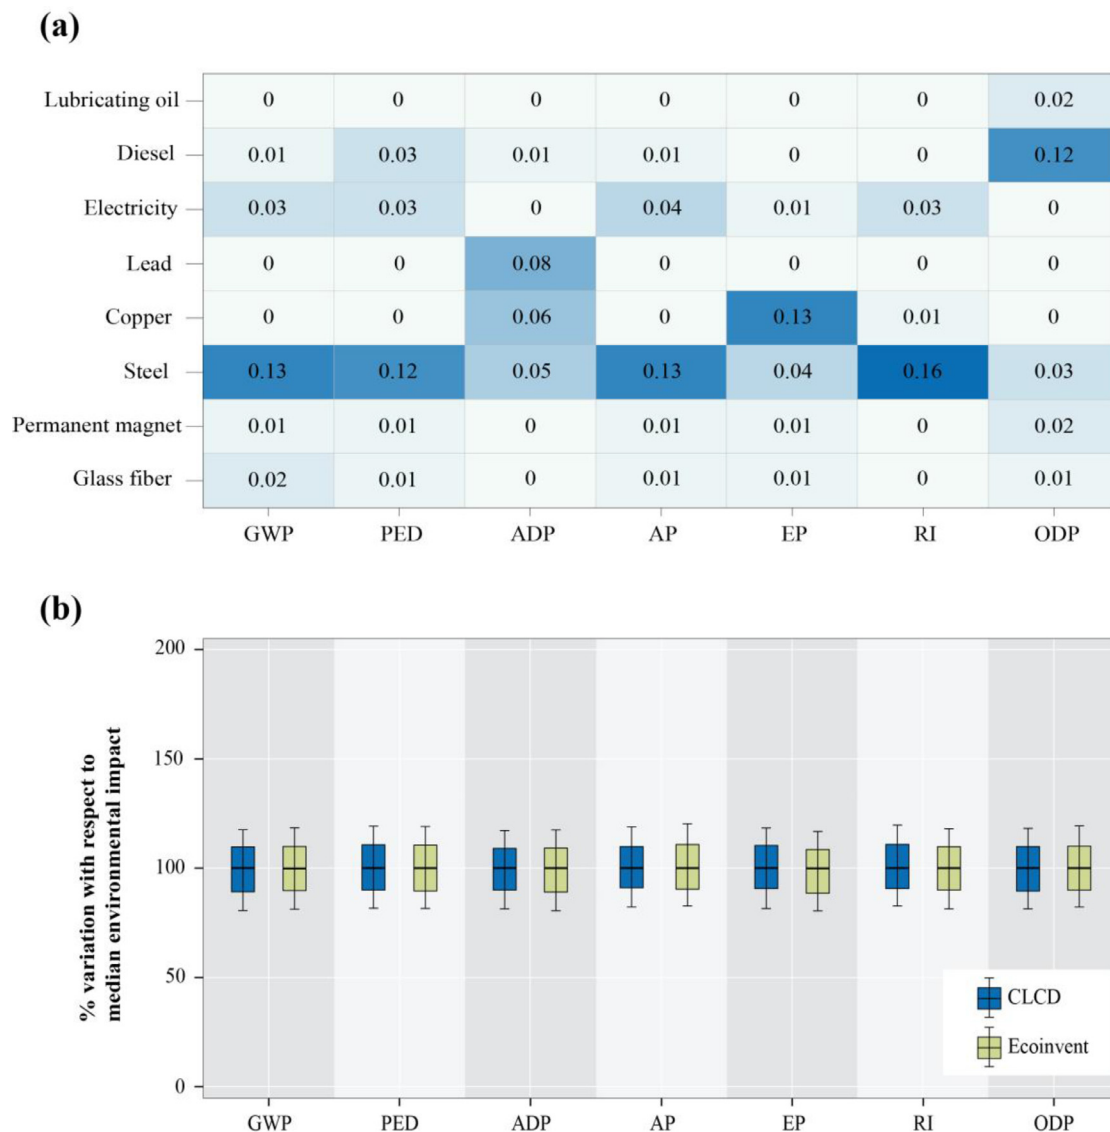 (a)
Lubricating oil 0 0 0 0 0 0 0.02
Diesel 0.01 0.03 0.01 0.01 0 0 0.12
Electricity 0.03 0.03 0 0.04 0.01 0.03 0
Lead 0 0 0.08 0 0 0 0
Copper 0 0 0.06 0 0.13 0.01 0
Steel 0.13 0.12 0.05 0.13 0.04 0.16 0.03
Permanent magnet 0.01 0.01 0 0.01 0.01 0 0.02
Glass fiber 0.02 0.01 0 0.01 0.01 0 0.01
GWP PED ADP AP EP RI ODP
(b)
% variation with respect to
median environmental impact
200
150
100
50
0
CLCD
Ecoinvent
GWP PED ADP AP EP RI ODP